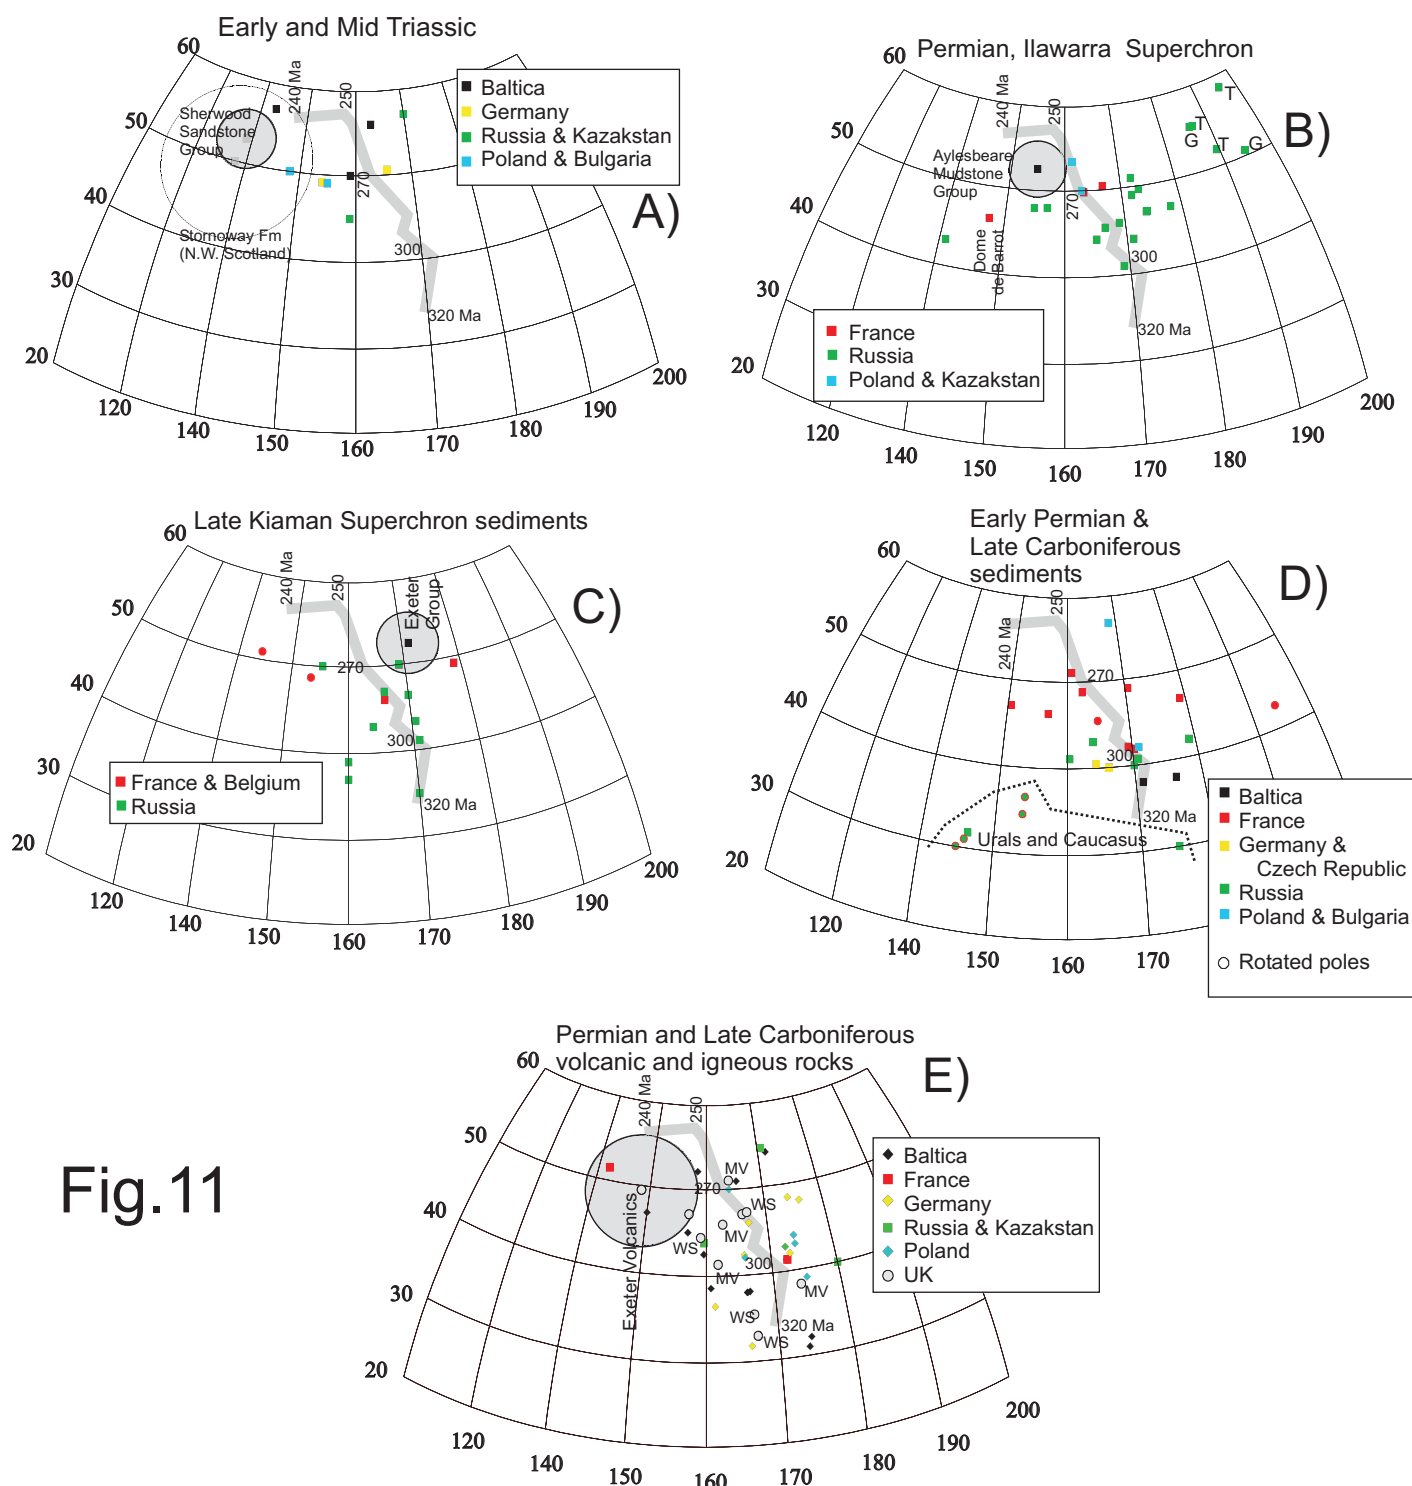 Early and Mid Triassic
60
50
40
30
20
120
140
150
160
170
180
190
200
240 Ma
250
270
300
320 Ma
Sherwood
Sandstone
Group
Stornoway Fm
(N.W. Scotland)
Baltica
Germany
Russia & Kazakstan
Poland & Bulgaria
A)
Permian, Ilawarra Superchron
60
50
40
30
20
120
140
150
160
170
180
190
200
240 Ma
250
270
300
320 Ma
Aylesbeare
Mudstone
Group
Dome
de Barrot
T
T
G
T
G
France
Russia
Poland & Kazakstan
B)
Late Kiaman Superchron sediments
60
50
40
30
20
120
140
150
160
170
180
190
200
240 Ma
250
270
300
320 Ma
Exeter
Group
France & Belgium
Russia
C)
Early Permian &
Late Carboniferous
sediments
60
50
40
30
20
120
140
150
160
170
240 Ma
250
270
300
320 Ma
Urals and Caucasus
Baltica
France
Germany &
Czech Republic
Russia
Poland & Bulgaria
Rotated poles
D)
Permian and Late Carboniferous
volcanic and igneous rocks
60
50
40
30
20
120
140
150
160
170
180
190
200
240 Ma
250
270
300
320 Ma
Exeter Volcanics
MV
WS
MV
WS
MV
MV
WS
WS
Baltica
France
Germany
Russia & Kazakstan
Poland
UK
E)
Fig.11